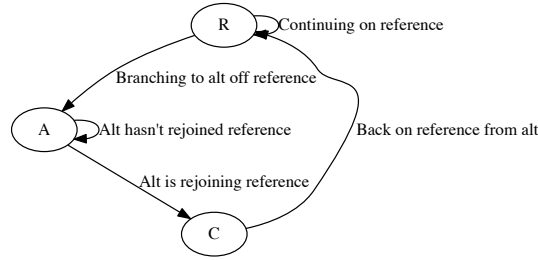 R
Continuing on reference
Branching to alt off reference
A
Alt hasn't rejoined reference
Back on reference from alt
Alt is rejoining reference
C